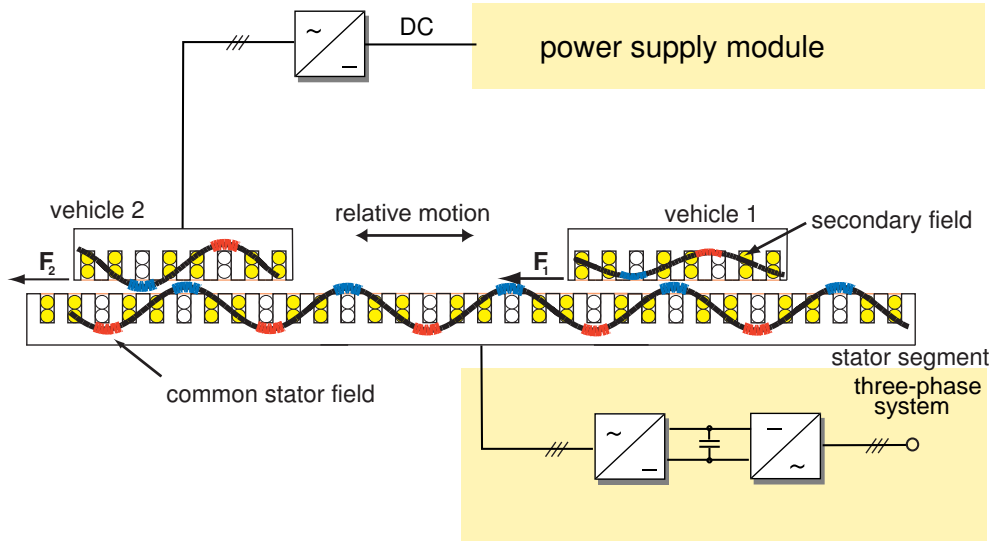 DC
power supply module
~
–
vehicle 2
relative motion
vehicle 1
secondary field
F2
F1
common stator field
stator segment
three-phase
system
~
–
–
~